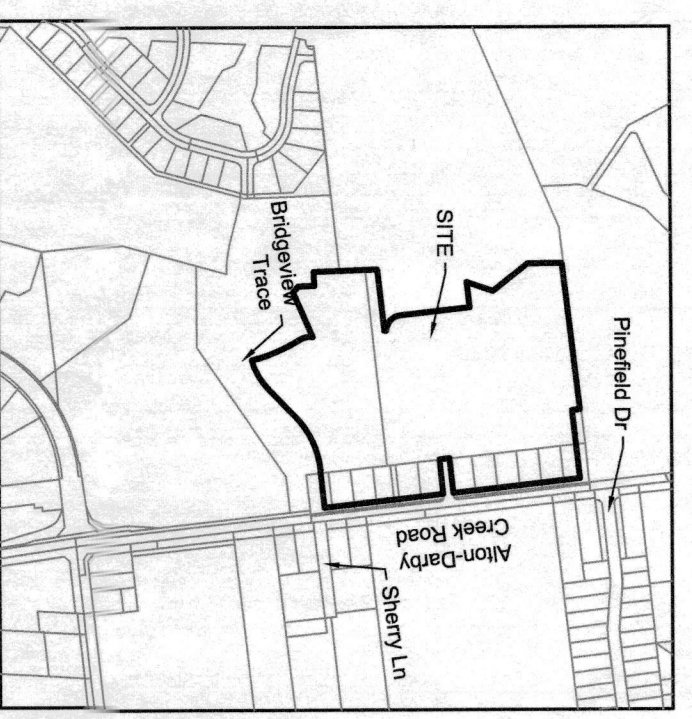 Pinefield Dr
SITE
Bridgeview
Trace
Alton-Darby
Creek Road
Sherry Ln